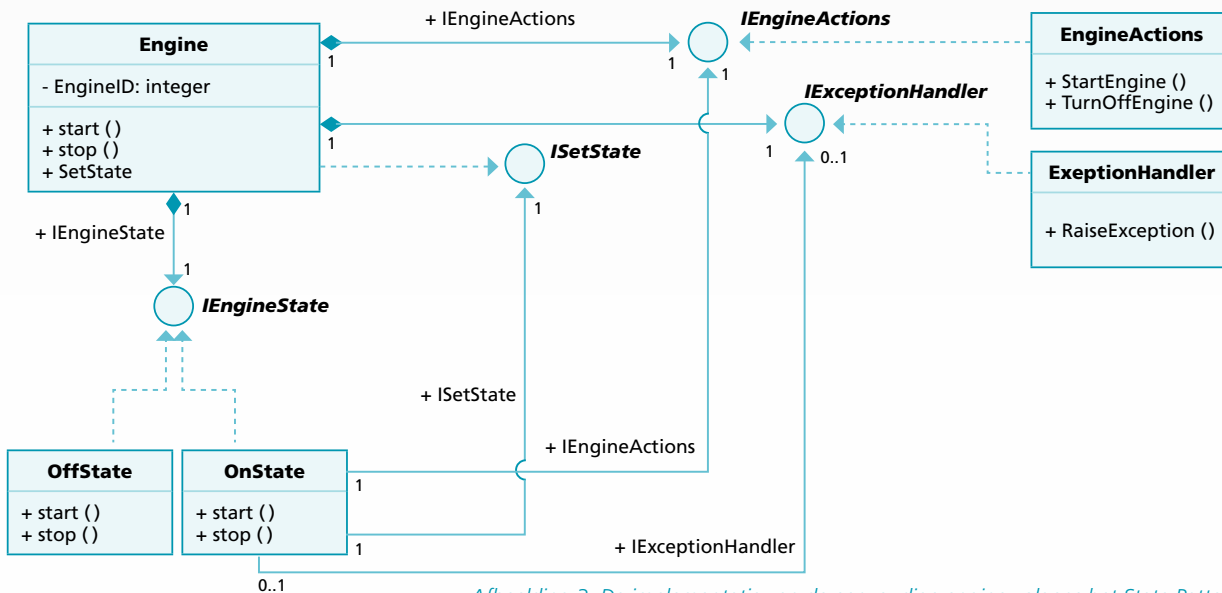 Engine
- EngineID: integer
+ start ()
+ stop ()
+ SetState
+ IEngineActions
1
1
IEngineActions
1
EngineActions
+ StartEngine ()
+ TurnOffEngine ()
IExceptionHandler
1
1
0..1
ISetState
1
ExeptionHandler
+ RaiseException ()
1
+ IEngineState
1
IEngineState
+ ISetState
+ IEngineActions
OffState
+ start ()
+ stop ()
OnState
+ start ()
+ stop ()
1
1
+ IExceptionHandler
0..1